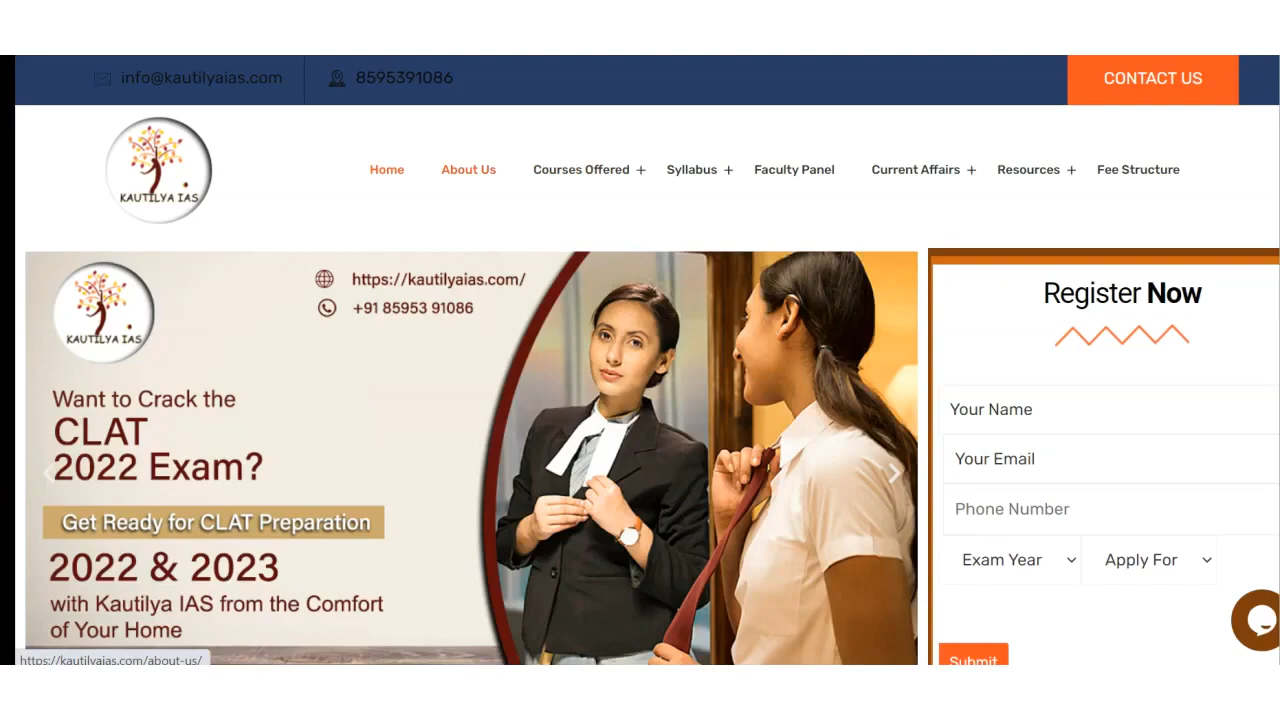 info@kautilyaias.com
8595391086
CONTACT US
KAUTILYA IAS
Home
About Us
Courses Offered +
Syllabus +
Faculty Panel
Current Affairs +
Resources +
Fee Structure
KAUTILYA IAS
https://kautilyaias.com/
+91 85953 91086
Want to Crack the
CLAT
2022 Exam?
Get Ready for CLAT Preparation
2022 & 2023
with Kautilya IAS from the Comfort
of Your Home
Register Now
Your Name
Your Email
Phone Number
Exam Year
Apply For
Submit
https://kautilyaias.com/about-us/